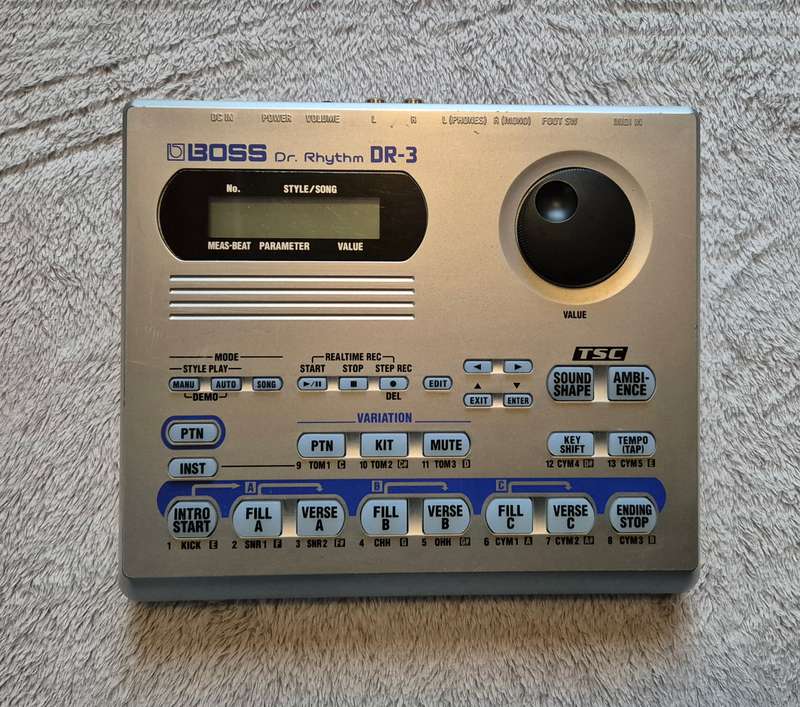 DC IN POWER VOLUME L R L (PHONES) R (MONO) FOOT SW MIDI IN
BOSS Dr. Rhythm DR-3
No. STYLE/SONG
MEAS-BEAT PARAMETER VALUE
VALUE
MODE
STYLE PLAY
MANU AUTO SONG
DEMO
REALTIME REC
START STOP STEP REC
DEL
EDIT
EXIT ENTER
TSC
SOUND SHAPE
AMBI-ENCE
PTN
VARIATION
PTN KIT MUTE
9 TOM1 C 10 TOM2 C# 11 TOM3 D
KEY SHIFT
TEMPO (TAP)
12 CYM4 D# 13 CYM5 E
INST
A B C
INTRO START
FILL A
VERSE A
FILL B
VERSE B
FILL C
VERSE C
ENDING STOP
1 KICK E 2 SNR1 F 3 SNR2 F# 4 CHH G 5 OHH G# 6 CYM1 A 7 CYM2 A# 8 CYM3 B